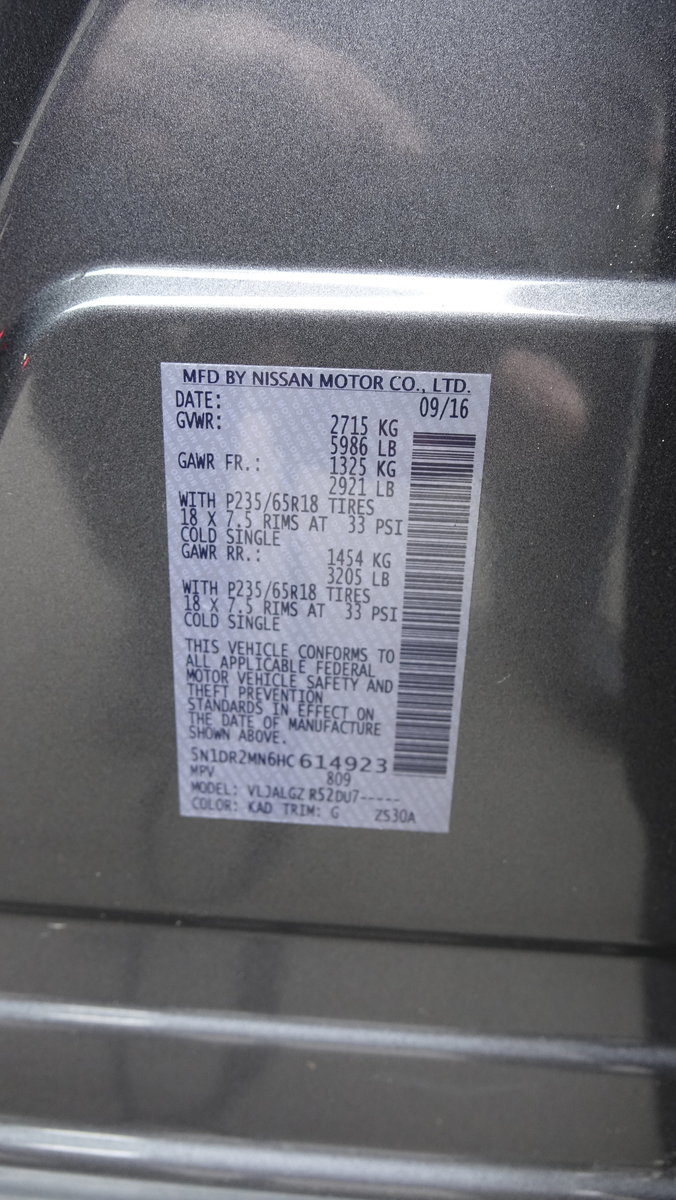 MFD BY NISSAN MOTOR CO., LTD.
DATE: 09/16
GVWR: 2715 KG
5986 LB
GAWR FR.: 1325 KG
2921 LB
WITH P235/65R18 TIRES
18 X 7.5 RIMS AT 33 PSI
COLD SINGLE
GAWR RR.: 1454 KG
3205 LB
WITH P235/65R18 TIRES
18 X 7.5 RIMS AT 33 PSI
COLD SINGLE
THIS VEHICLE CONFORMS TO
ALL APPLICABLE FEDERAL
MOTOR VEHICLE SAFETY AND
THEFT PREVENTION
STANDARDS IN EFFECT ON
THE DATE OF MANUFACTURE
SHOWN ABOVE.
5N1DR2MN6HC614923
MPV 809
MODEL: VLJALGZ R52DU7-----
COLOR: KAD TRIM: G ZS30A